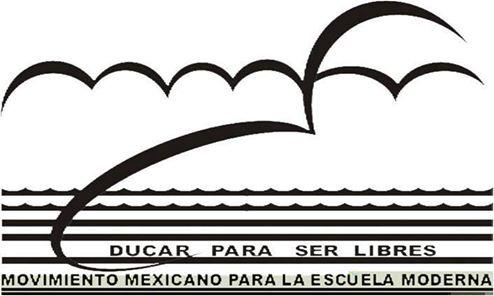 DUCAR PARA SER LIBRES
MOVIMIENTO MEXICANO PARA LA ESCUELA MODERNA